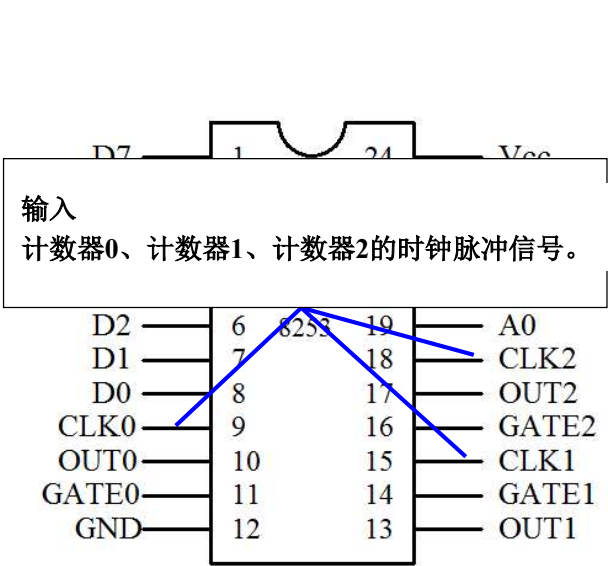 D7 1 24 Vcc
输入
计数器0、计数器1、计数器2的时钟脉冲信号。
D2 6 8253 19 A0
D1 7 18 CLK2
D0 8 17 OUT2
CLK0 9 16 GATE2
OUT0 10 15 CLK1
GATE0 11 14 GATE1
GND 12 13 OUT1